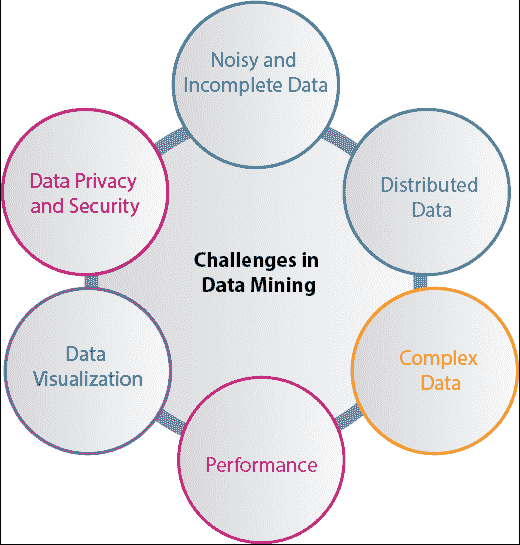 Noisy and
Incomplete Data
Data Privacy
and Security
Distributed
Data
Challenges in
Data Mining
Data
Visualization
Complex
Data
Performance